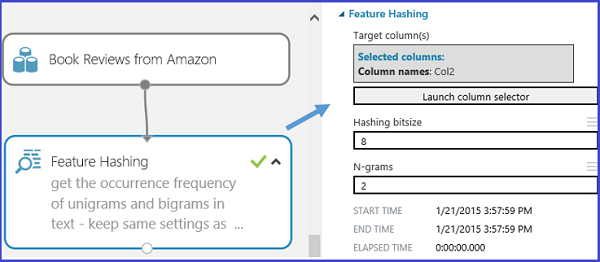 Book Reviews from Amazon
Feature Hashing
get the occurrence frequency
of unigrams and bigrams in
text - keep same settings as ...
Feature Hashing
Target column(s)
Selected columns:
Column names: Col2
Launch column selector
Hashing bitsize
8
N-grams
2
START TIME 1/21/2015 3:57:59 PM
END TIME 1/21/2015 3:57:59 PM
ELAPSED TIME 0:00:00.000